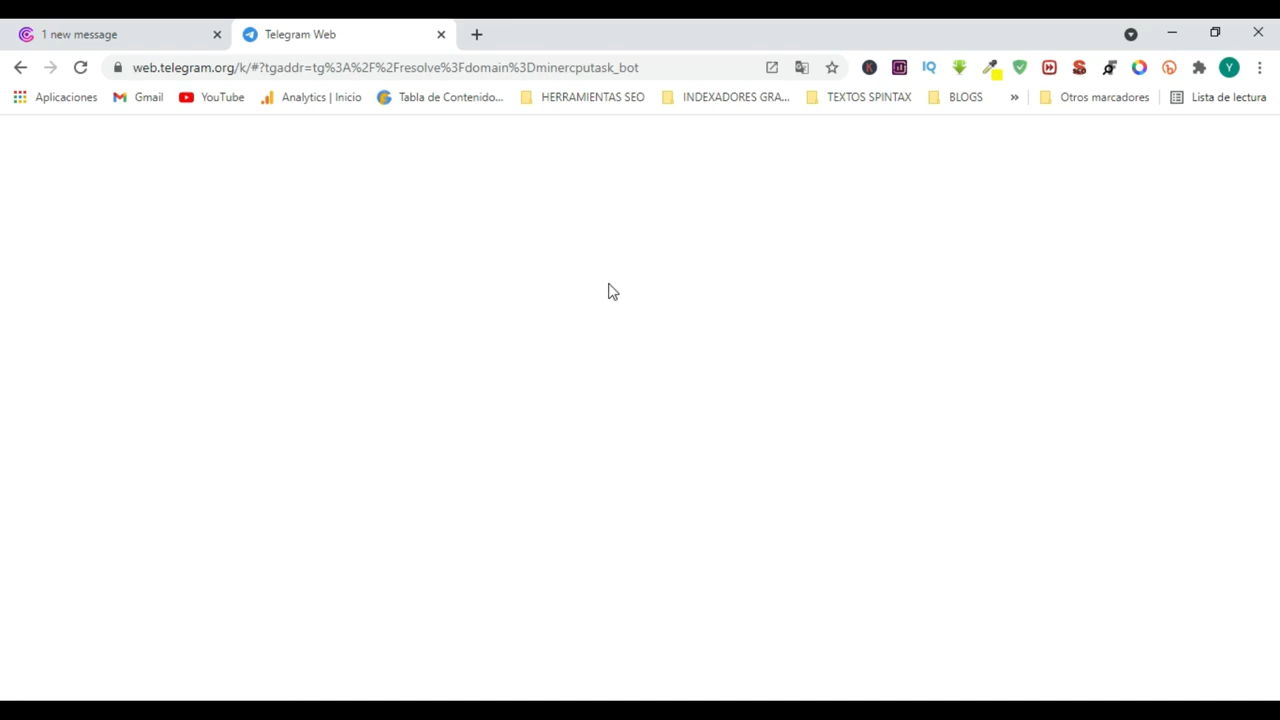 1 new message
Telegram Web
web.telegram.org/k/#?tgaddr=tg%3A%2F%2Fresolve%3Fdomain%3Dminercputask_bot
Aplicaciones Gmail YouTube Analytics | Inicio Tabla de Contenido... HERRAMIENTAS SEO INDEXADORES GRA... TEXTOS SPINTAX BLOGS » Otros marcadores Lista de lectura
IQ
Y